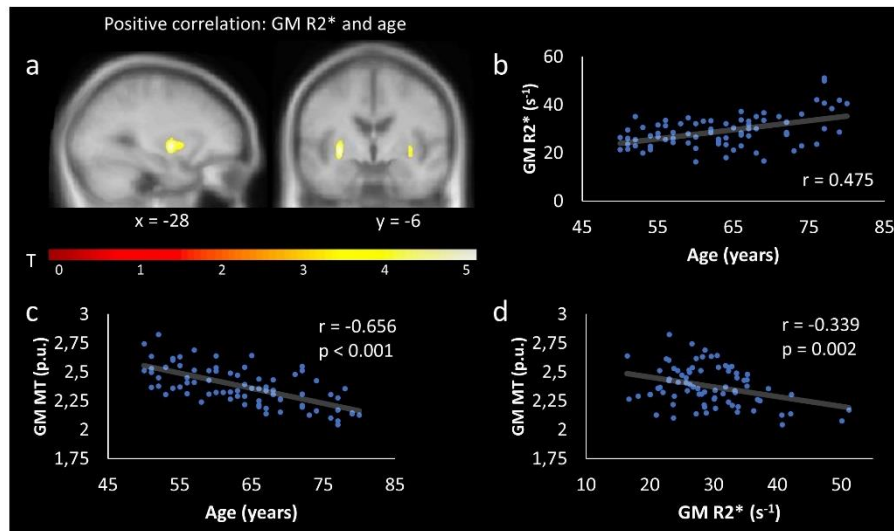 Positive correlation: GM R2* and age
a
x = -28
y = -6
T
0 1 2 3 4 5
b
GM R2* (s⁻¹)
60
40
20
0
r = 0.475
45 55 65 75 85
Age (years)
c
GM MT (p.u.)
3
2,75
2,5
2,25
2
1,75
r = -0.656
p < 0.001
45 55 65 75 85
Age (years)
d
GM MT (p.u.)
3
2,75
2,5
2,25
2
1,75
r = -0.339
p = 0.002
10 20 30 40 50
GM R2* (s⁻¹)